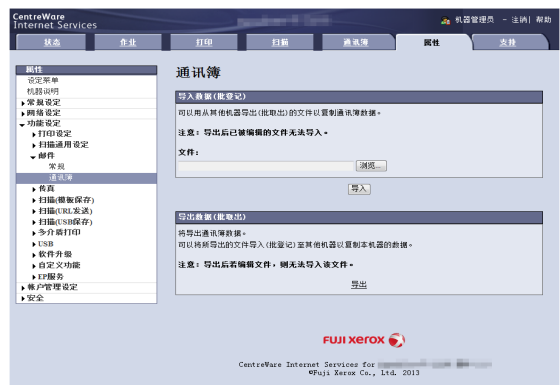 CentreWare
Internet Services
机器管理员 - 注销| 帮助
状态 作业 打印 扫描 通讯簿 属性 支持
属性
设定菜单
机器说明
常规设定
网络设定
功能设定
打印设定
扫描通用设定
邮件
常规
通讯簿
传真
扫描(模板保存)
扫描(URL发送)
扫描(USB保存)
多介质打印
USB
软件升级
自定义功能
EP服务
帐户管理设定
安全
通讯簿
导入数据(批登记)
可以用从其他机器导出(批取出)的文件以复制通讯簿数据。
注意：导出后已被编辑的文件无法导入。
文件：
浏览...
导入
导出数据(批取出)
将导出通讯簿数据。
可以将所导出的文件导入(批登记)至其他机器以复制本机器的数据。
注意：导出后若编辑文件，则无法导入该文件。
导出
FUJI XEROX
CentreWare Internet Services for
©Fuji Xerox Co., Ltd. 2013